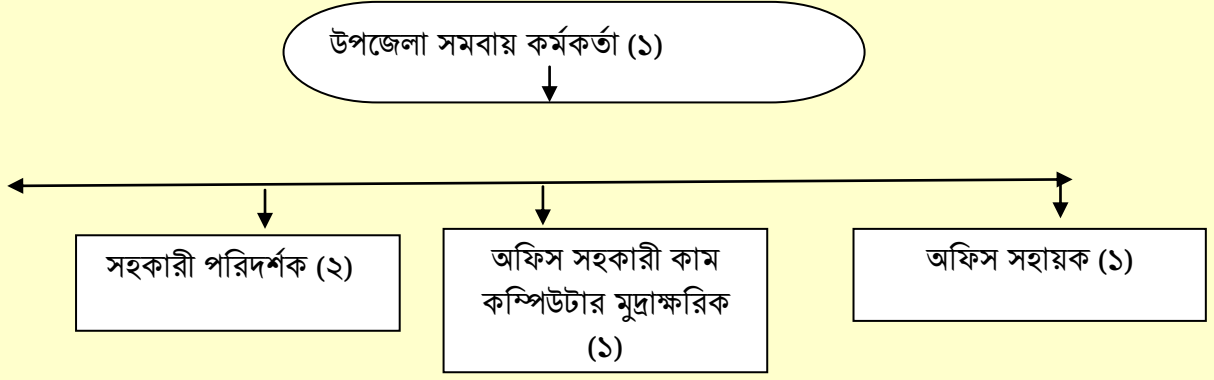 উপজেলা সমবায় কর্মকর্তা (১)
সহকারী পরিদর্শক (২)
অফিস সহকারী কাম
কম্পিউটার মুদ্রাক্ষরিক
(১)
অফিস সহায়ক (১)